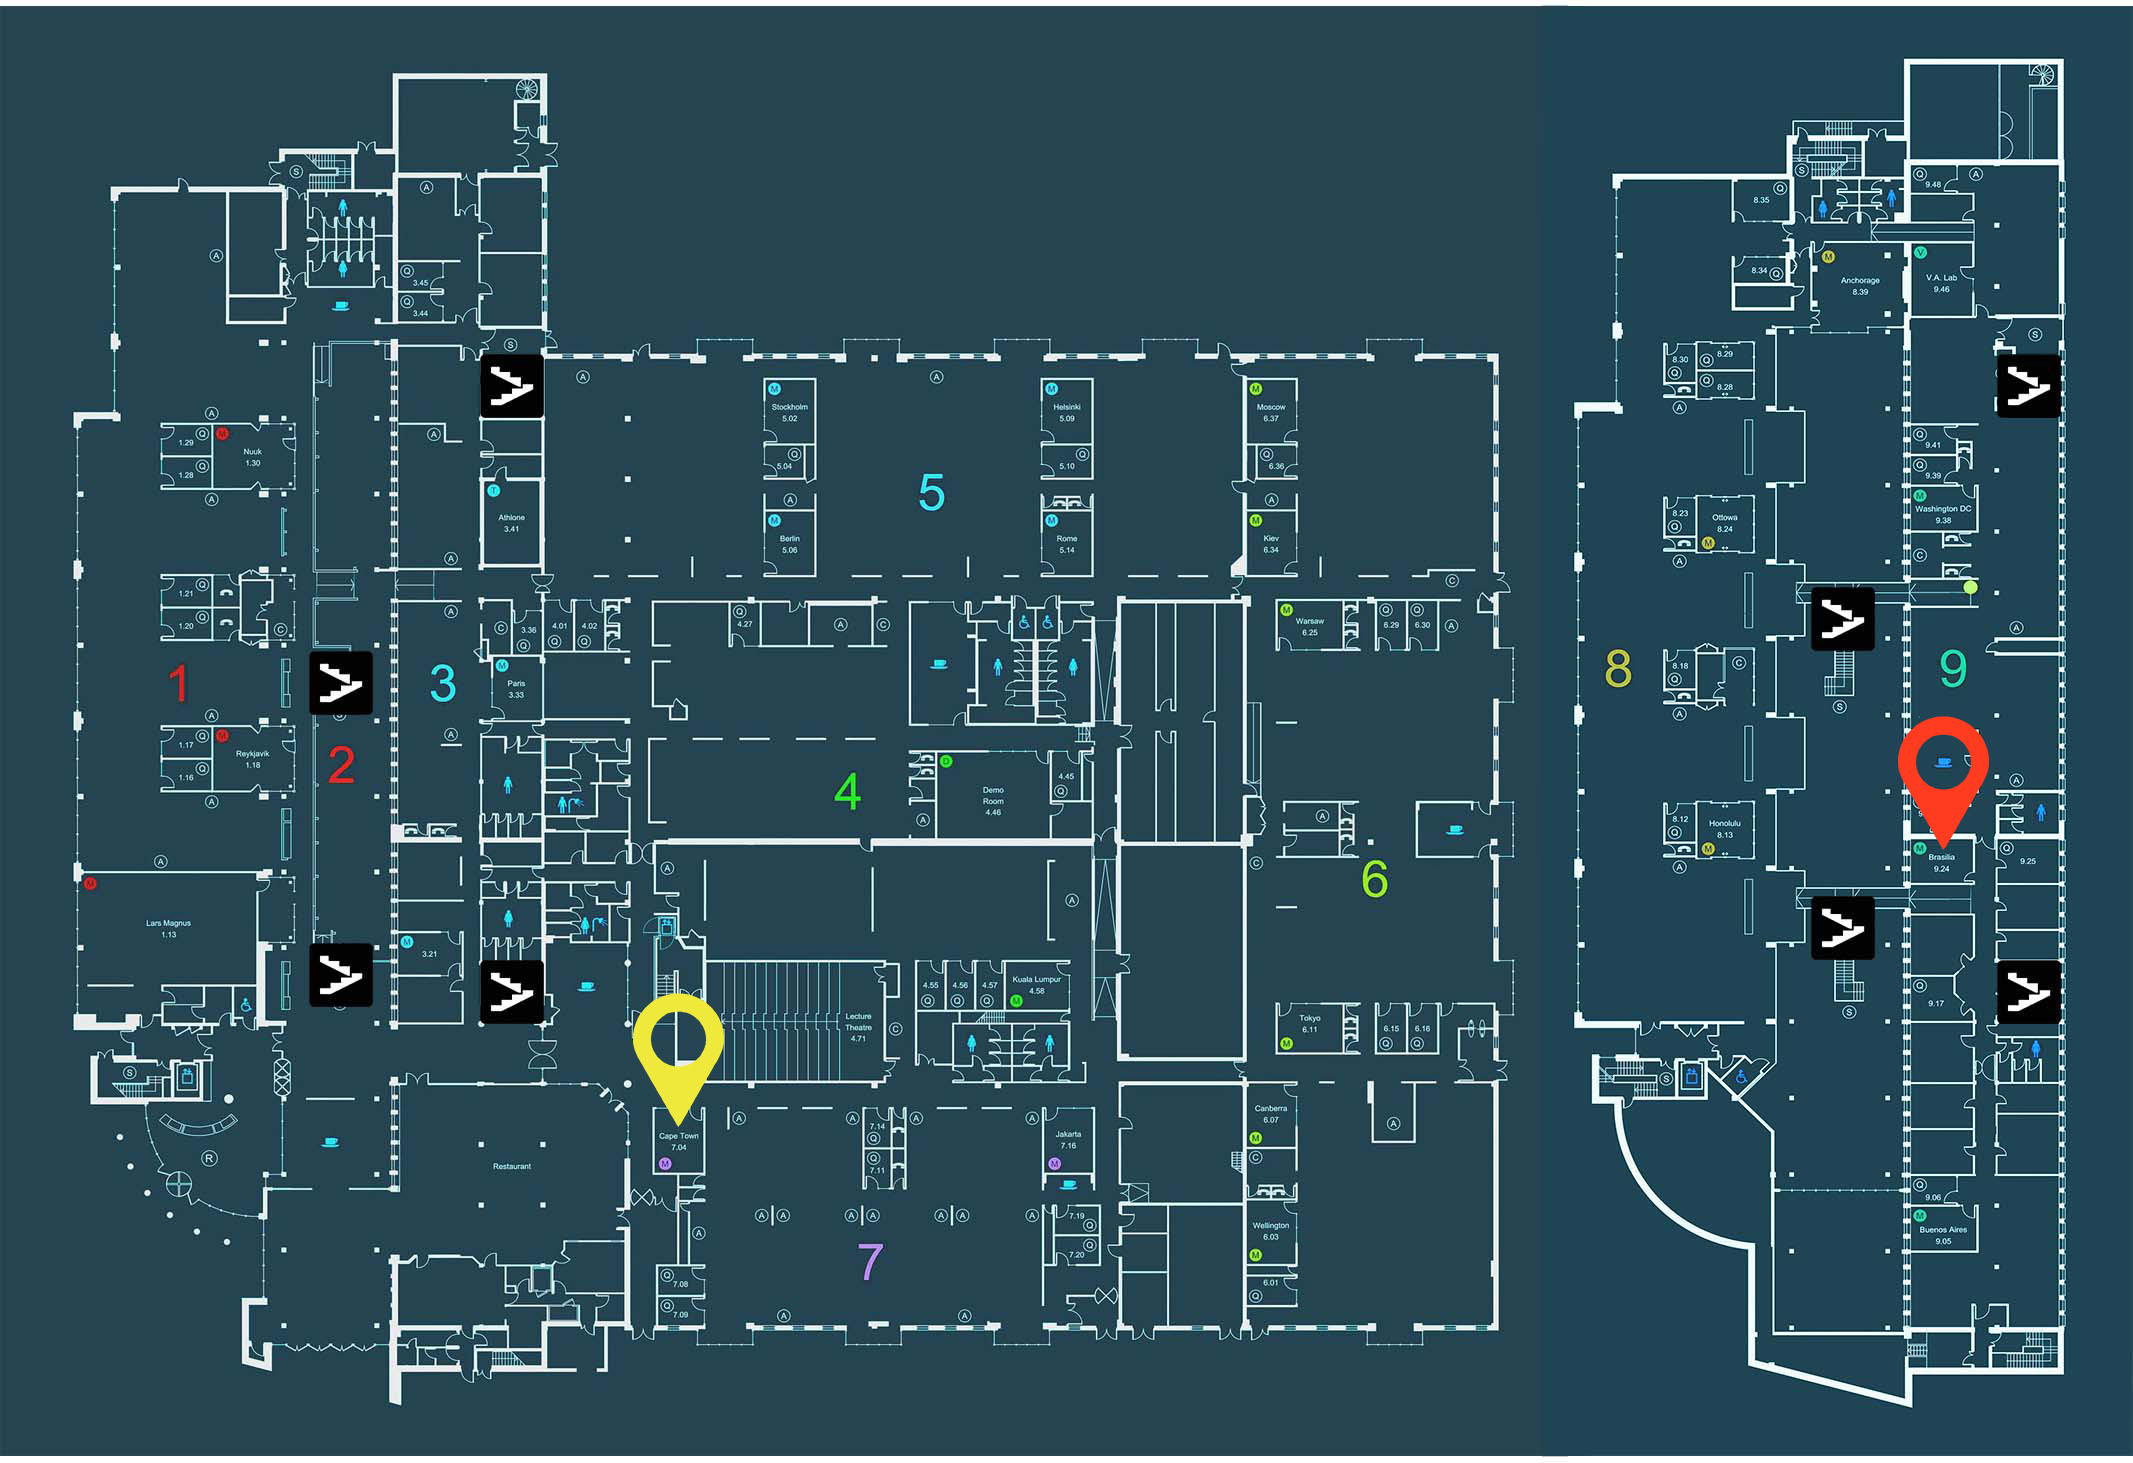 S
A
A
Q
3.45
Q
3.44
S
A
A
A
A
M
Stockholm
5.02
Q
5.04
A
M
Berlin
5.06
M
Helsinki
5.09
Q
5.10
M
Rome
5.14
M
Moscow
6.37
Q
6.36
A
M
Kiev
6.34
5
1.29
Q
M
Nuuk
1.30
1.28
Q
A
A
T
Athlone
3.41
A
1.21
Q
1.20
Q
C
A
C
3.36
Q
4.01
Q
4.02
Q
Q
4.27
A
C
C
M
Warsaw
6.25
Q
6.29
Q
6.30
A
1
2
3
M
Paris
3.33
A
A
1.17
Q
M
Reykjavik
1.18
1.16
Q
A
A
4
D
Demo
Room
4.46
4.45
Q
A
A
C
6
M
Lars Magnus
1.13
M
3.21
A
A
4.55
Q
4.56
Q
4.57
Q
Kuala Lumpur
4.58
M
Lecture
Theatre
4.71
C
Tokyo
6.11
M
6.15
Q
6.16
Q
S
R
Restaurant
Cape Town
7.04
M
A
A
7.14
Q
7.11
Q
A
A
Jakarta
7.16
M
Canberra
6.07
M
C
A
A
A
A
A
A
A
A
A
7.19
Q
7.20
Q
Wellington
6.03
M
6.01
Q
7
Q
7.08
Q
7.09
A
A
S
8.35
Q
8.34
Q
M
Anchorage
8.39
Q
9.48
A
V
V.A. Lab
9.46
S
8.30
Q
Q
8.29
Q
8.28
A
8.23
Q
Ottowa
8.24
M
A
Q
9.41
Q
9.39
M
Washington DC
9.38
C
A
8
8.18
Q
C
A
S
9
A
8.12
Q
Honolulu
8.13
M
A
M
Brasilia
9.24
Q
9.25
Q
9.17
S
S
Q
9.06
M
Buenos Aires
9.05